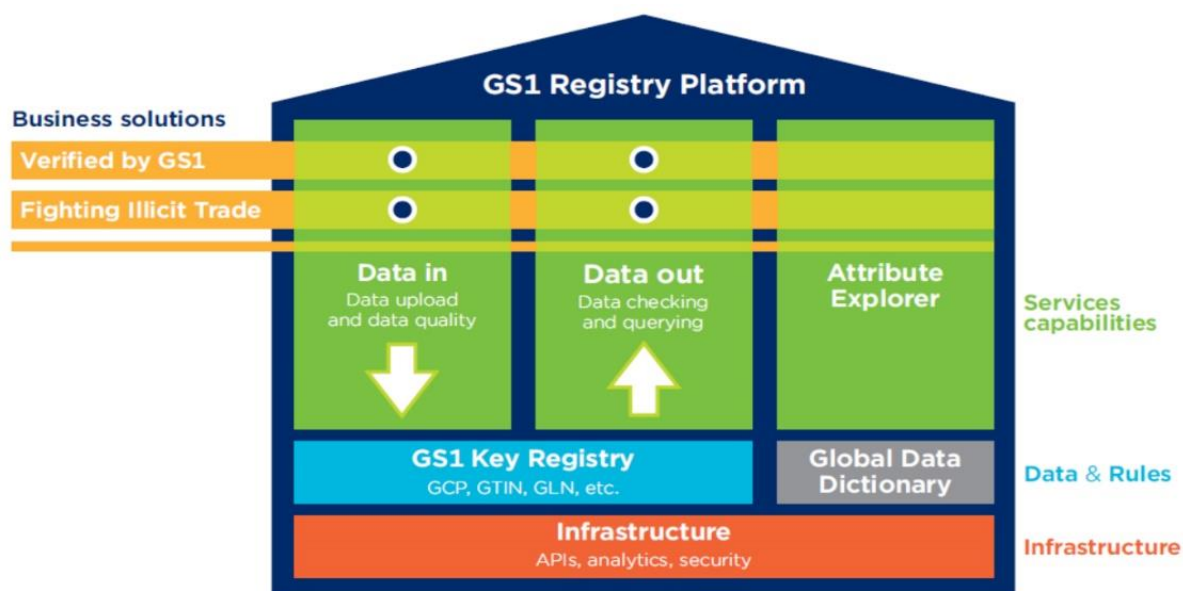 GS1 Registry Platform
Business solutions
Verified by GS1
Fighting Illicit Trade
Data in
Data upload
and data quality
Data out
Data checking
and querying
Attribute
Explorer
Services
capabilities
GS1 Key Registry
GCP, GTIN, GLN, etc.
Global Data
Dictionary
Data & Rules
Infrastructure
APIs, analytics, security
Infrastructure